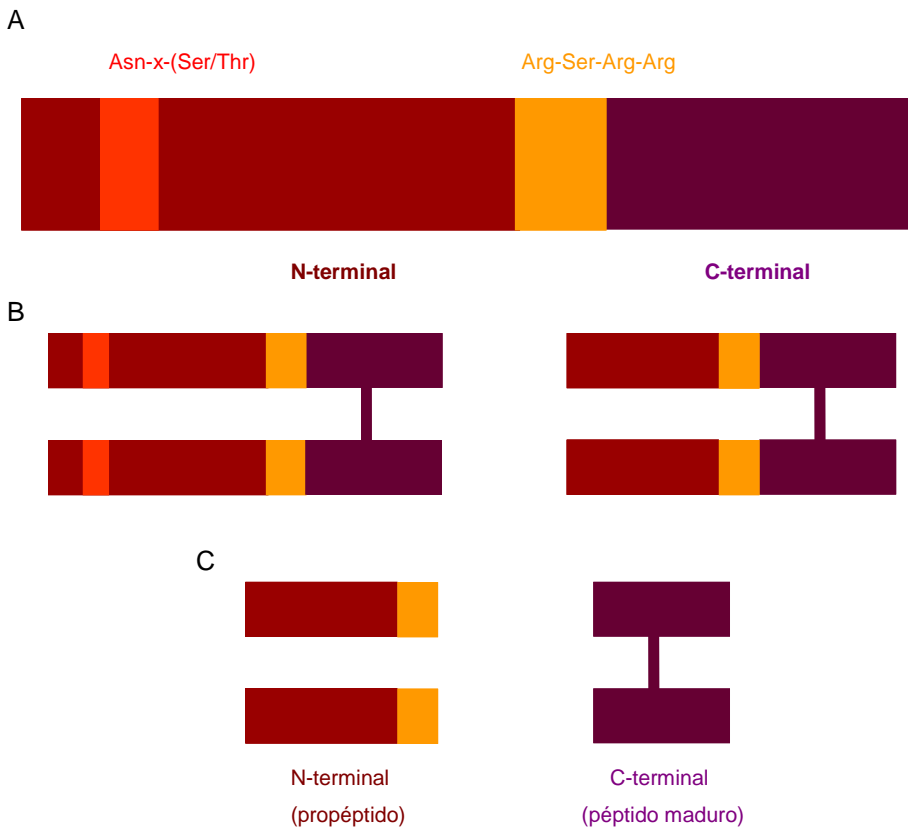 A
Asn-x-(Ser/Thr)
Arg-Ser-Arg-Arg
N-terminal
C-terminal
B
C
N-terminal
(propéptido)
C-terminal
(péptido maduro)